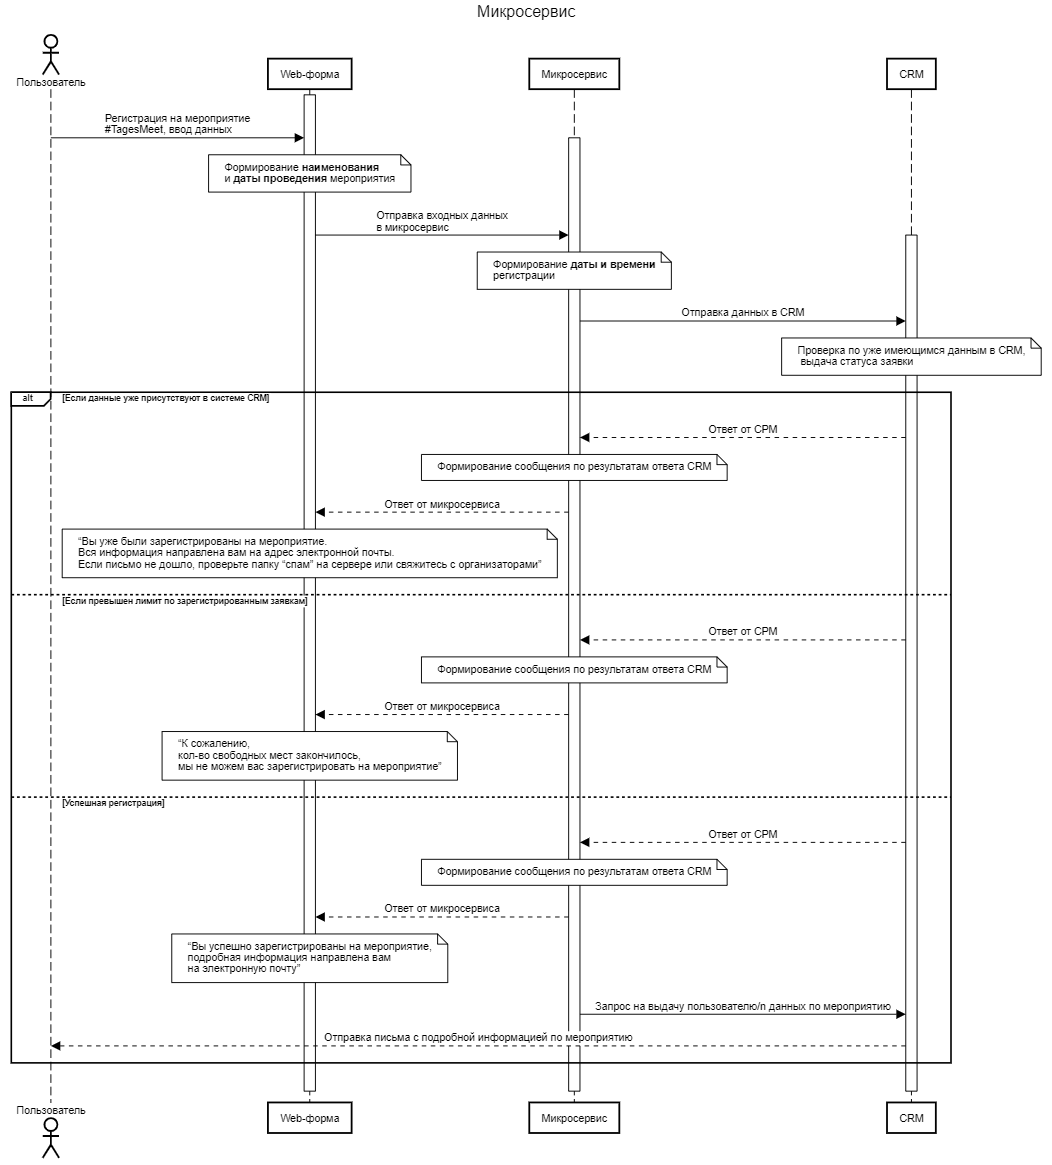 Микросервис
Пользователь
Web-форма
Микросервис
CRM
Регистрация на мероприятие
#TagesMeet, ввод данных
Формирование наименования
и даты проведения мероприятия
Отправка входных данных
в микросервис
Формирование даты и времени
регистрации
Отправка данных в CRM
Проверка по уже имеющимся данным в CRM,
выдача статуса заявки
alt
[Если данные уже присутствуют в системе CRM]
Ответ от СРМ
Формирование сообщения по результатам ответа CRM
Ответ от микросервиса
“Вы уже были зарегистрированы на мероприятие.
Вся информация направлена вам на адрес электронной почты.
Если письмо не дошло, проверьте папку “спам” на сервере или свяжитесь с организаторами”
[Если превышен лимит по зарегистрированным заявкам]
Ответ от СРМ
Формирование сообщения по результатам ответа CRM
Ответ от микросервиса
“К сожалению,
кол-во свободных мест закончилось,
мы не можем вас зарегистрировать на мероприятие”
[Успешная регистрация]
Ответ от СРМ
Формирование сообщения по результатам ответа CRM
Ответ от микросервиса
“Вы успешно зарегистрированы на мероприятие,
подробная информация направлена вам
на электронную почту”
Запрос на выдачу пользователю/n данных по мероприятию
Отправка письма с подробной информацией по мероприятию
Пользователь
Web-форма
Микросервис
CRM